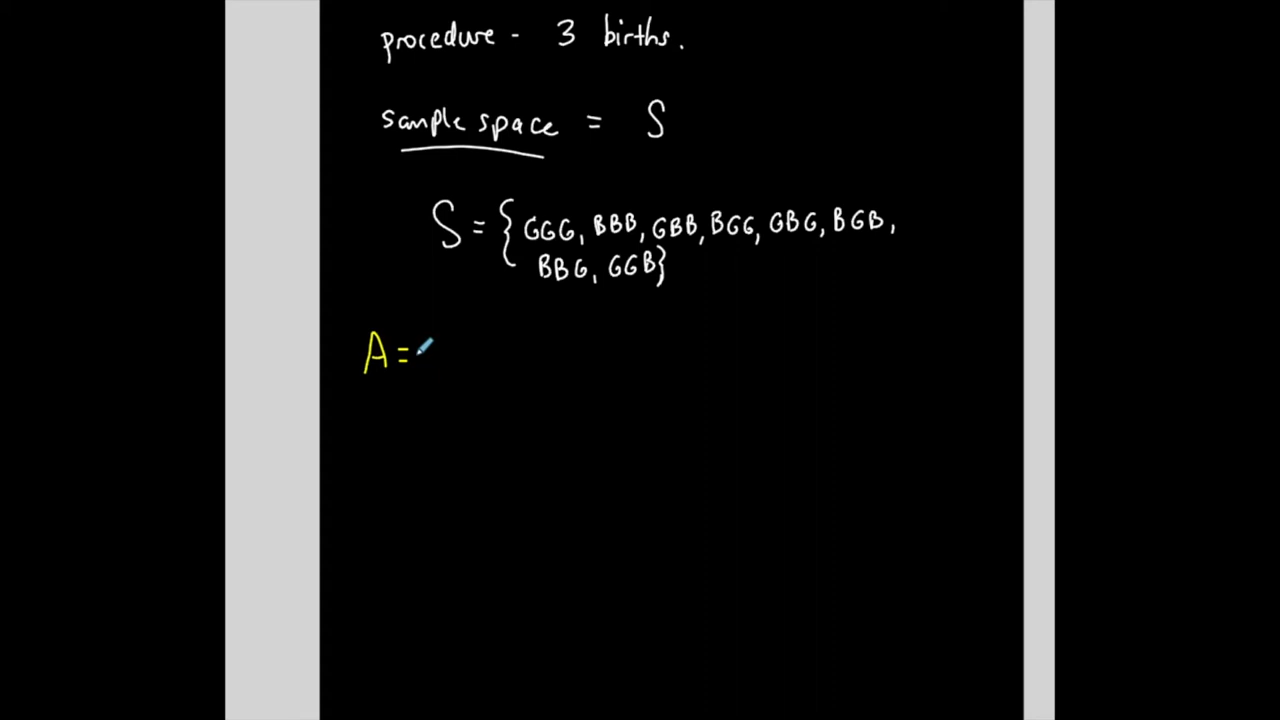 procedure - 3 births.
sample space = S
S = { GGG, BBB, GBB, BGG, GBG, BGB,
BBG, GGB}
A =